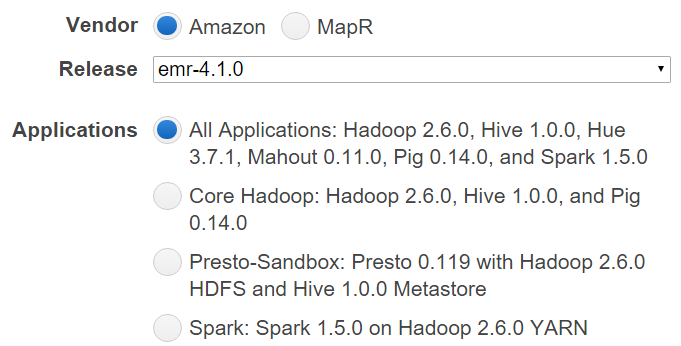 Vendor Amazon MapR
Release emr-4.1.0
Applications All Applications: Hadoop 2.6.0, Hive 1.0.0, Hue
3.7.1, Mahout 0.11.0, Pig 0.14.0, and Spark 1.5.0
Core Hadoop: Hadoop 2.6.0, Hive 1.0.0, and Pig
0.14.0
Presto-Sandbox: Presto 0.119 with Hadoop 2.6.0
HDFS and Hive 1.0.0 Metastore
Spark: Spark 1.5.0 on Hadoop 2.6.0 YARN